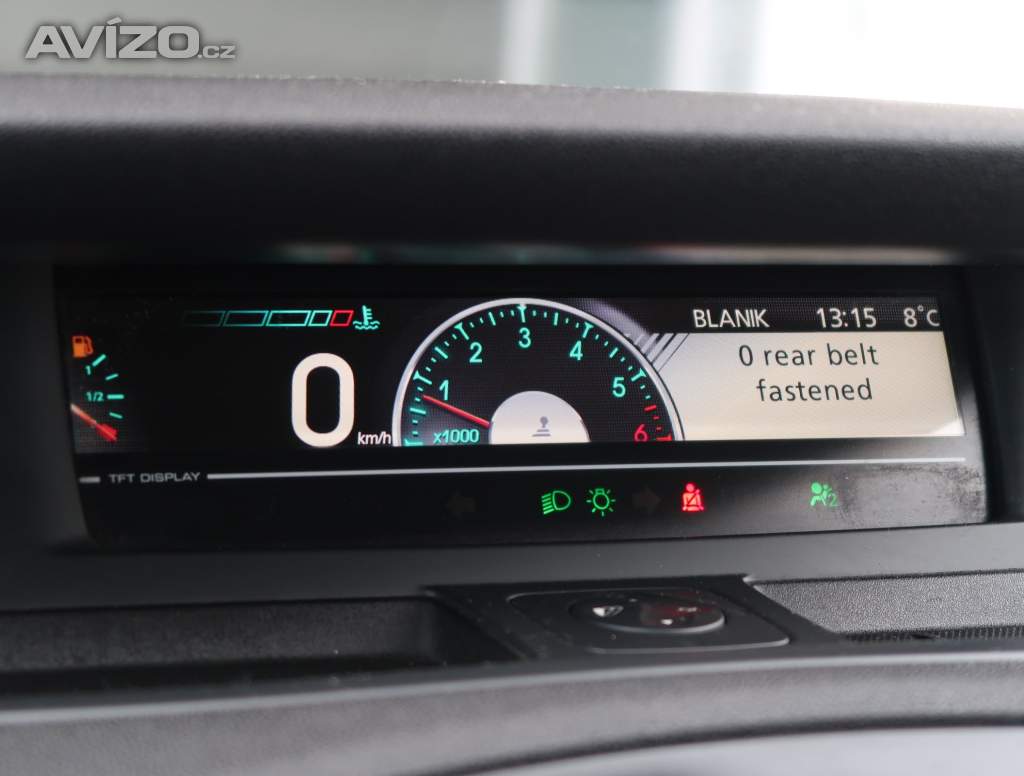 AVÍZO.cz
BLANIK 13:15 8°C
0 rear belt
fastened
1/2
0 km/h
1 2 3 4 5 6
x1000
TFT DISPLAY
2